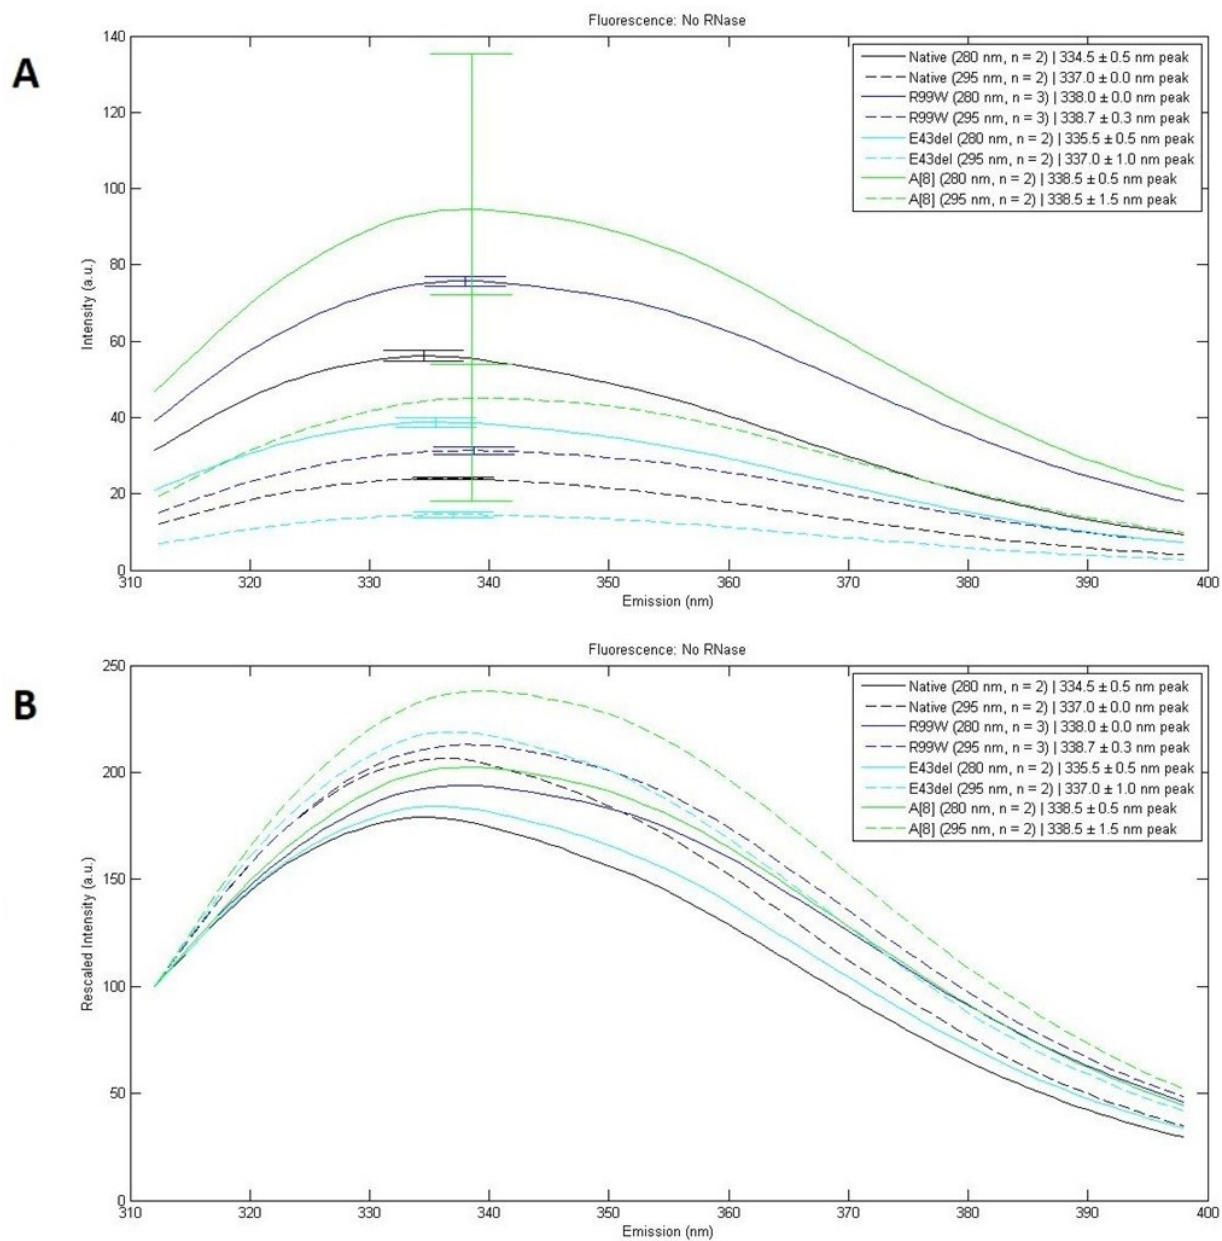 Fluorescence: No RNase
A
140
120
100
80
60
40
20
0
Intensity (a.u.)
Native (280 nm, n = 2) | 334.5 ± 0.5 nm peak
Native (295 nm, n = 2) | 337.0 ± 0.0 nm peak
R99W (280 nm, n = 3) | 338.0 ± 0.0 nm peak
R99W (295 nm, n = 3) | 338.7 ± 0.3 nm peak
E43del (280 nm, n = 2) | 335.5 ± 0.5 nm peak
E43del (295 nm, n = 2) | 337.0 ± 1.0 nm peak
A[8] (280 nm, n = 2) | 338.5 ± 0.5 nm peak
A[8] (295 nm, n = 2) | 338.5 ± 1.5 nm peak
310 320 330 340 350 360 370 380 390 400
Emission (nm)
Fluorescence: No RNase
B
250
200
150
100
50
0
Rescaled Intensity (a.u.)
Native (280 nm, n = 2) | 334.5 ± 0.5 nm peak
Native (295 nm, n = 2) | 337.0 ± 0.0 nm peak
R99W (280 nm, n = 3) | 338.0 ± 0.0 nm peak
R99W (295 nm, n = 3) | 338.7 ± 0.3 nm peak
E43del (280 nm, n = 2) | 335.5 ± 0.5 nm peak
E43del (295 nm, n = 2) | 337.0 ± 1.0 nm peak
A[8] (280 nm, n = 2) | 338.5 ± 0.5 nm peak
A[8] (295 nm, n = 2) | 338.5 ± 1.5 nm peak
310 320 330 340 350 360 370 380 390 400
Emission (nm)